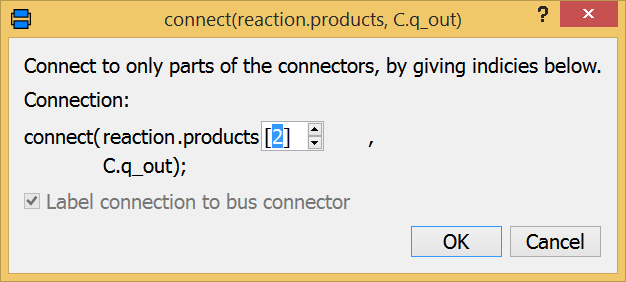 connect(reaction.products, C.q_out)
?
Connect to only parts of the connectors, by giving indicies below.
Connection:
connect( reaction.products [2] ,
C.q_out);
Label connection to bus connector
OK Cancel